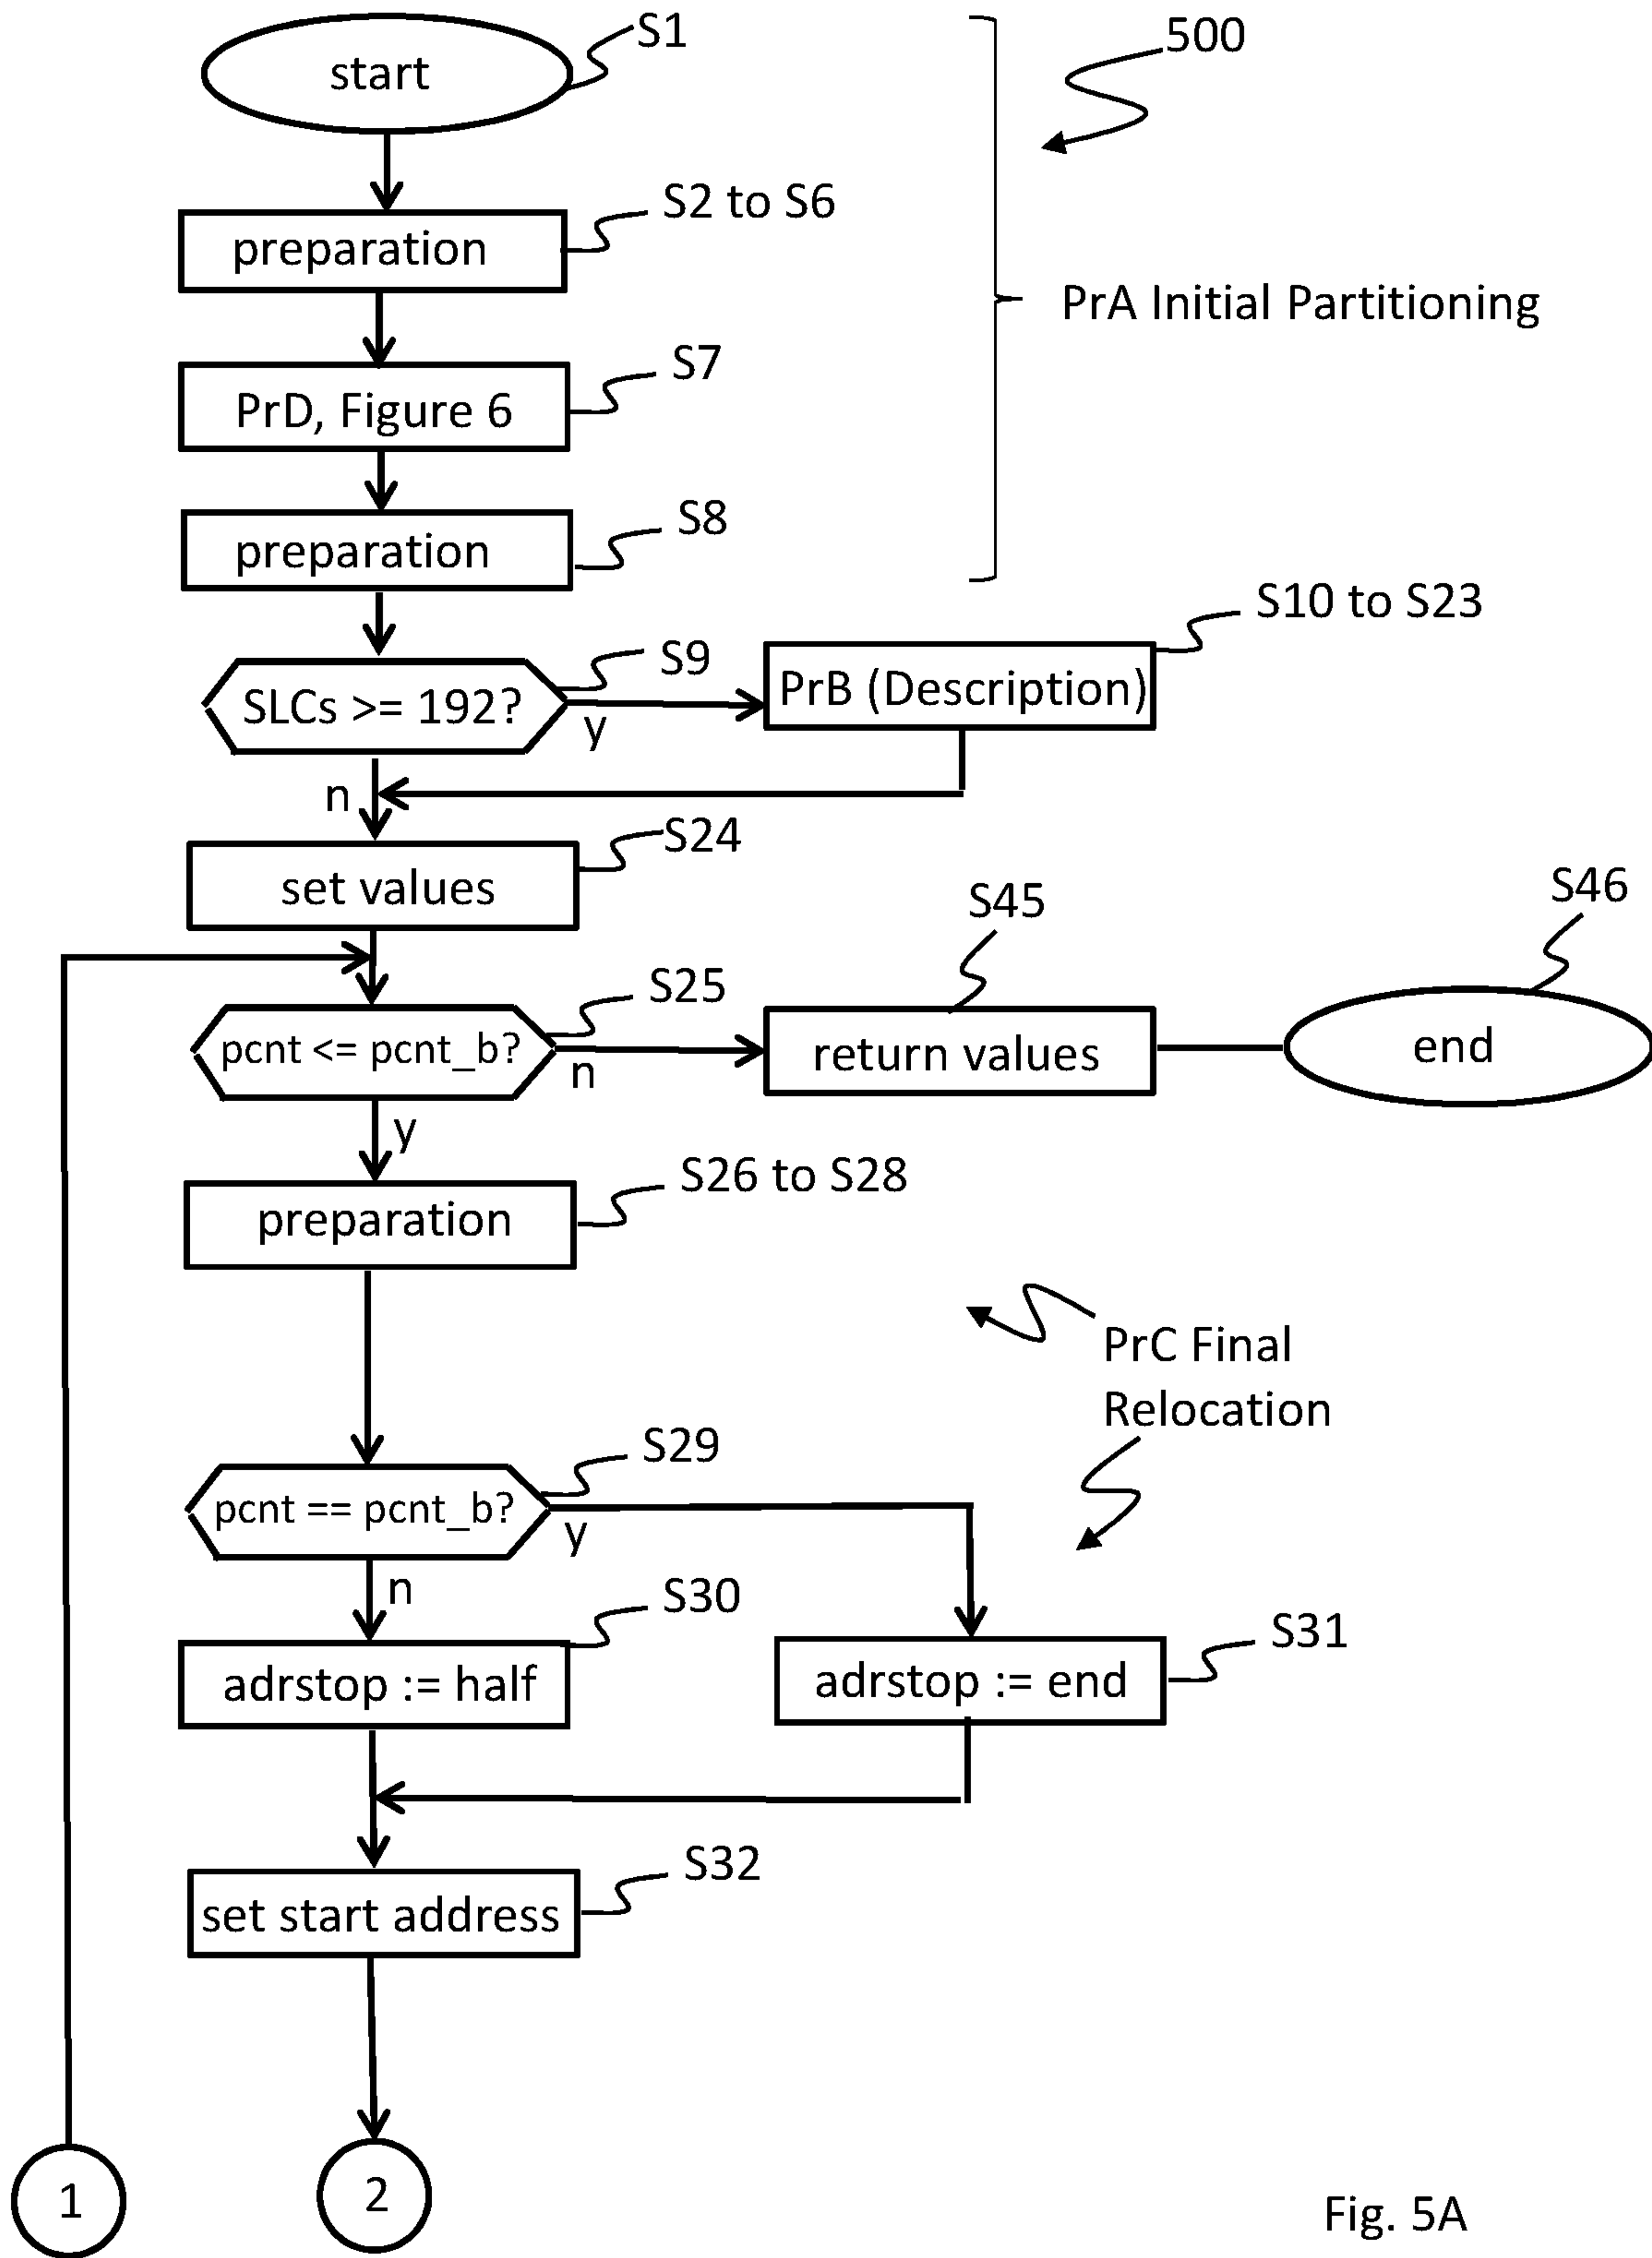 start
S1
500
preparation
S2 to S6
PrA Initial Partitioning
PrD, Figure 6
S7
preparation
S8
SLCs >= 192?
S9
y
n
PrB (Description)
S10 to S23
set values
S24
pcnt <= pcnt_b?
S25
n
y
return values
S45
end
S46
preparation
S26 to S28
PrC Final
Relocation
pcnt == pcnt_b?
S29
y
n
adrstop := half
S30
adrstop := end
S31
set start address
S32
1
2
Fig. 5A